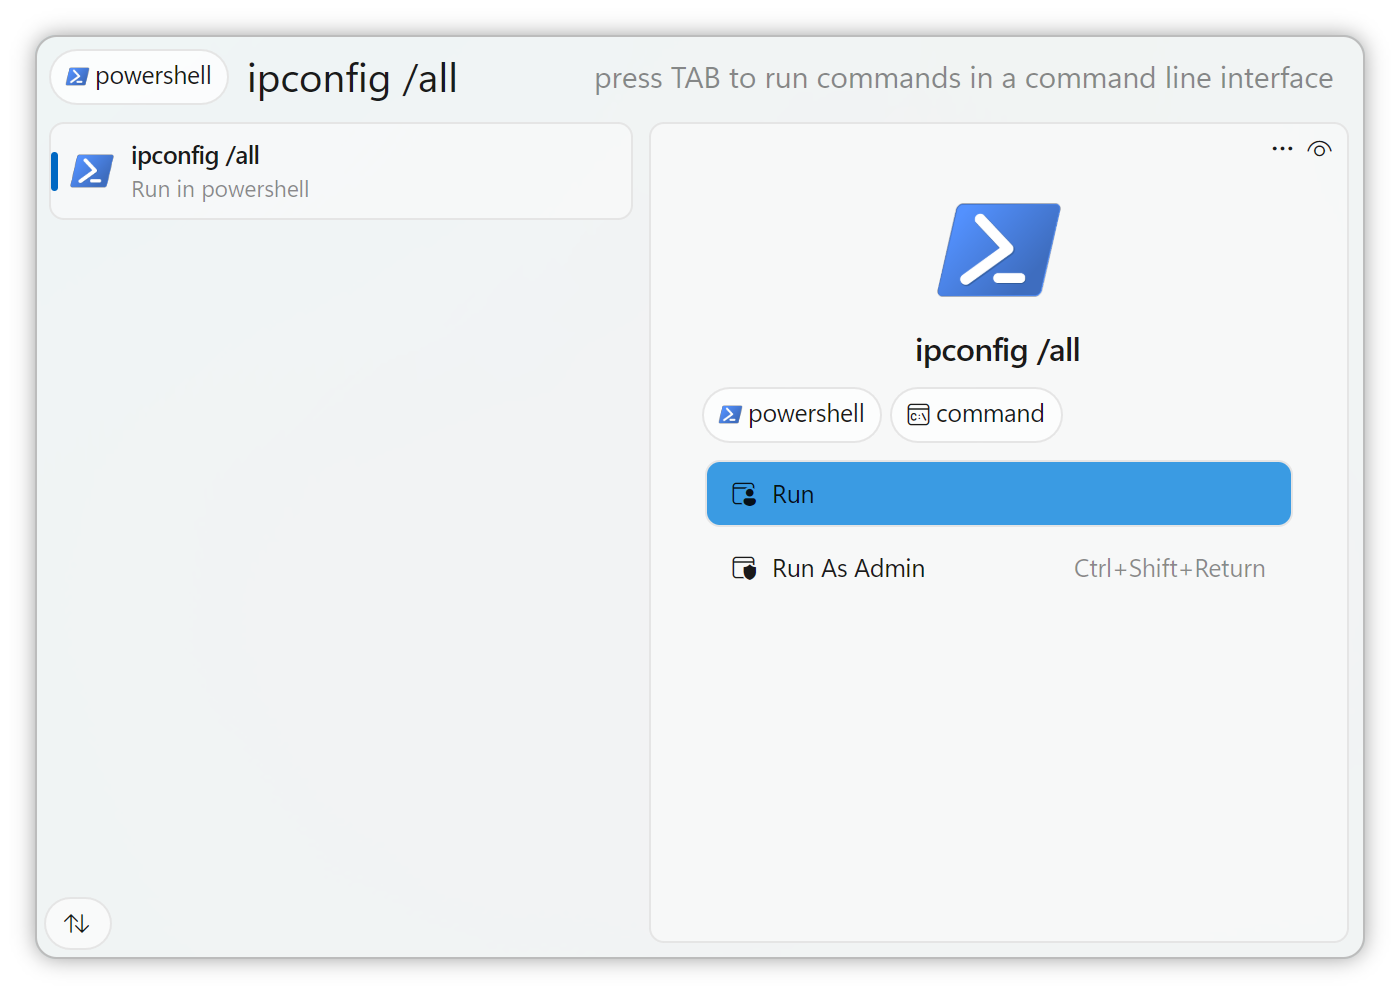 powershell
ipconfig /all
press TAB to run commands in a command line interface
ipconfig /all
Run in powershell
ipconfig /all
powershell
C:\
command
Run
Run As Admin
Ctrl+Shift+Return